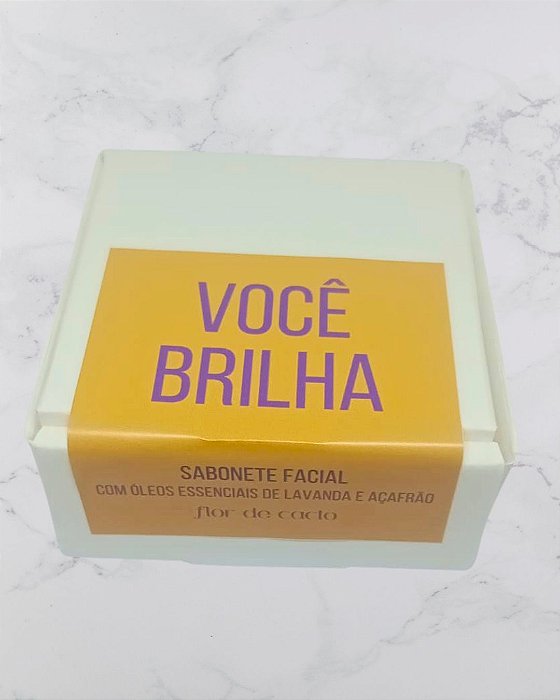 VOCÊ
BRILHA
SABONETE FACIAL
COM ÓLEOS ESSENCIAIS DE LAVANDA E AÇAFRÃO
flor de cacto